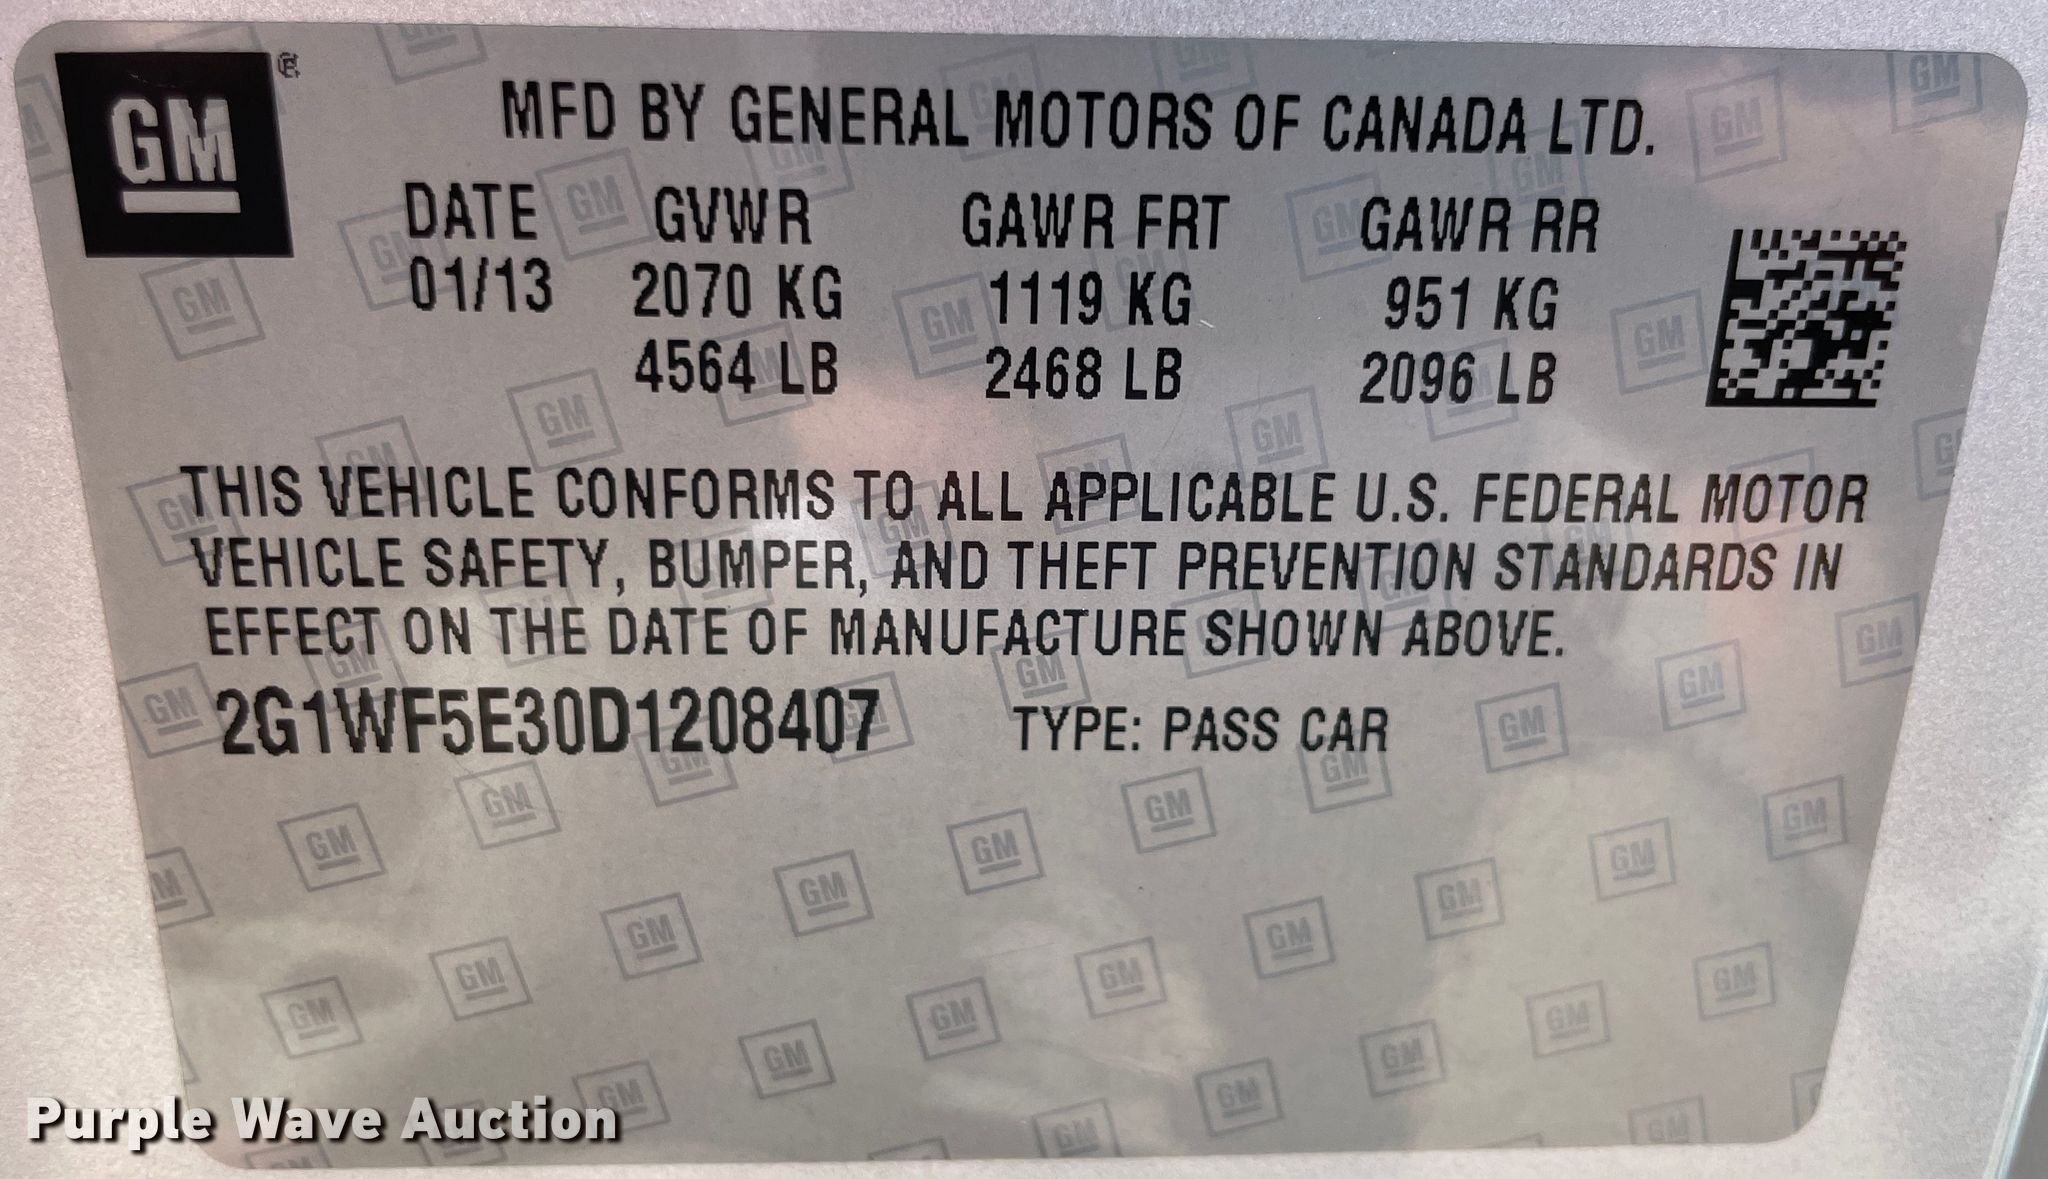 GM
MFD BY GENERAL MOTORS OF CANADA LTD.
DATE GVWR GAWR FRT GAWR RR
01/13 2070 KG 1119 KG 951 KG
4564 LB 2468 LB 2096 LB
THIS VEHICLE CONFORMS TO ALL APPLICABLE U.S. FEDERAL MOTOR
VEHICLE SAFETY, BUMPER, AND THEFT PREVENTION STANDARDS IN
EFFECT ON THE DATE OF MANUFACTURE SHOWN ABOVE.
2G1WF5E30D1208407 TYPE: PASS CAR
Purple Wave Auction